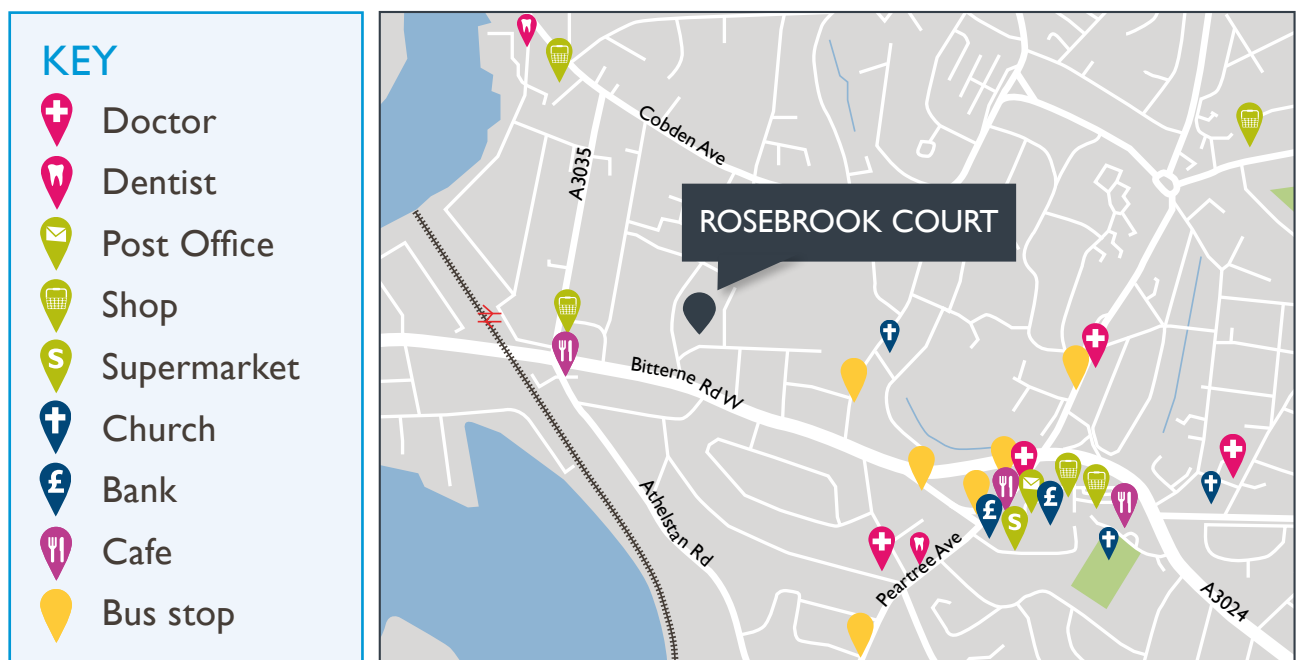 KEY
Doctor
Dentist
Post Office
Shop
S
Supermarket
Church
£
Bank
Cafe
Bus stop
Cobden Ave
A3035
ROSEBROOK COURT
Bitterne Rd W
Athelstan Rd
£
£
S
Peartree Ave
A3024